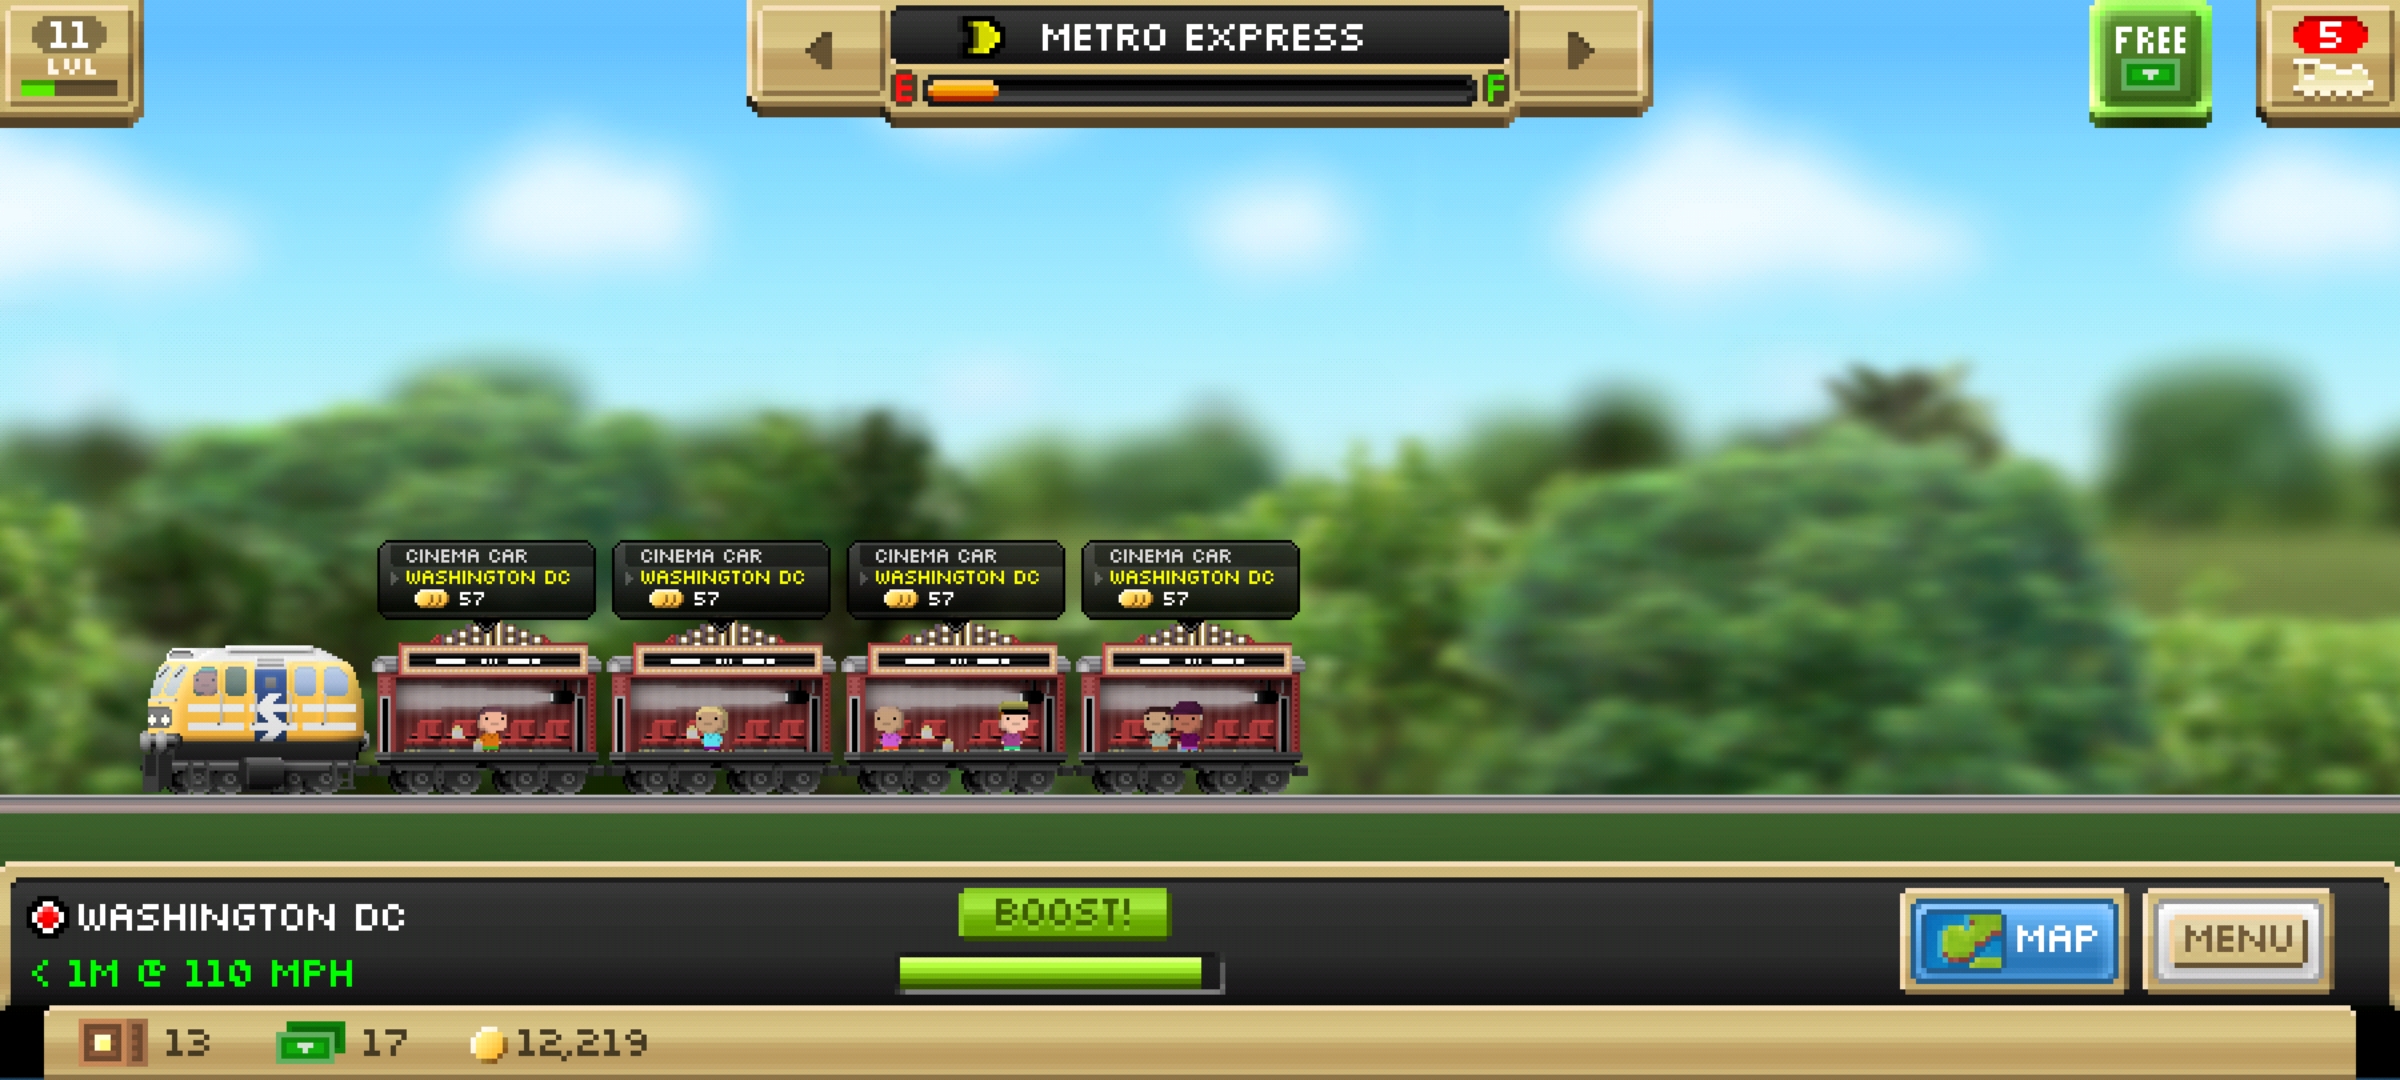 11
LVL
METRO EXPRESS
E F
FREE
5
CINEMA CAR
WASHINGTON DC
57
CINEMA CAR
WASHINGTON DC
57
CINEMA CAR
WASHINGTON DC
57
CINEMA CAR
WASHINGTON DC
57
WASHINGTON DC
< 1M @ 110 MPH
BOOST!
MAP
MENU
13
17
12,219